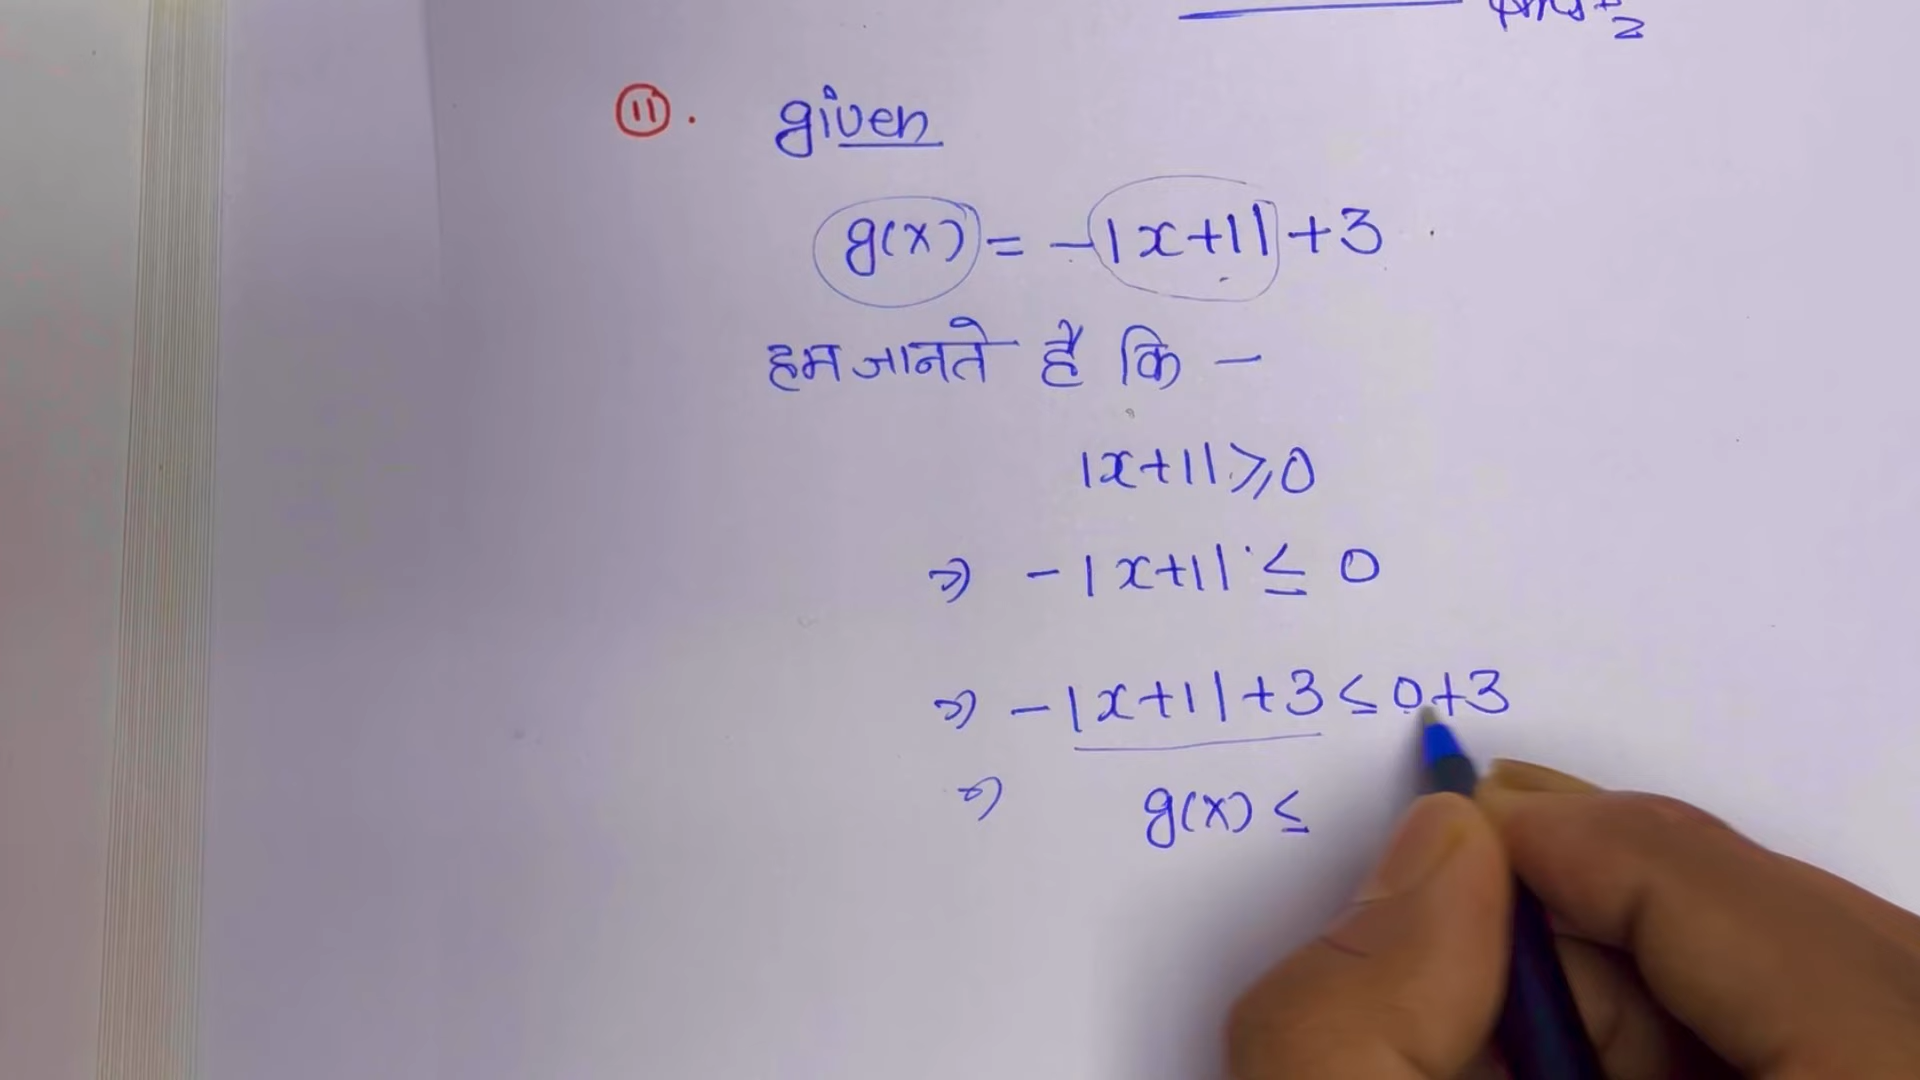 (11). given
g(x) = -|x+1|+3
हम जानते हैं कि -
|x+1|≥0
⇒ -|x+1| ≤ 0
⇒ -|x+1|+3 ≤ 0+3
⇒ g(x) ≤